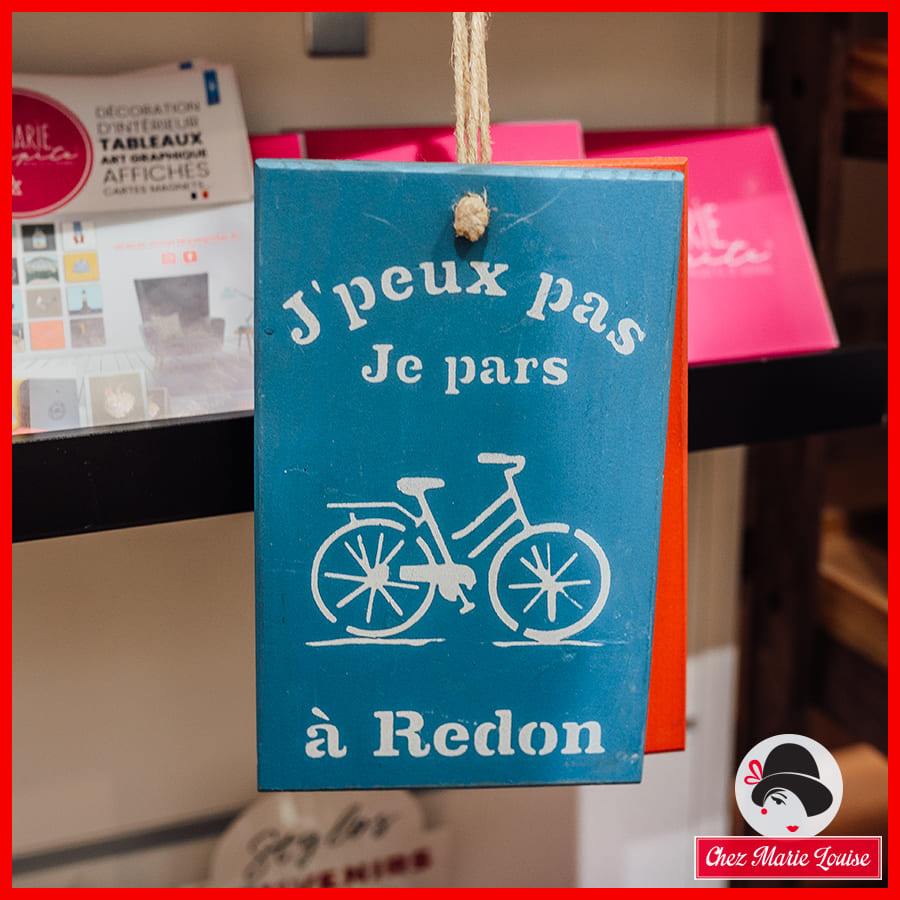 DÉCORATION
D'INTÉRIEUR
TABLEAUX
ART GRAPHIQUE
AFFICHES
CARTES MAGNETS
J'peux pas
Je pars
à Redon
Chez Marie Louise